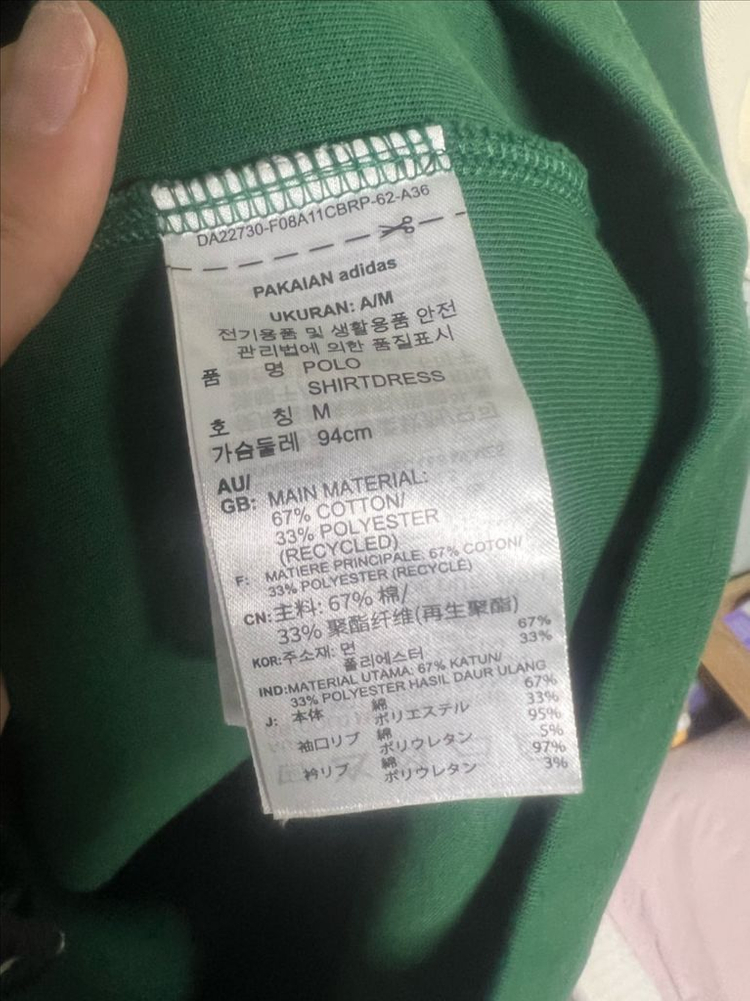 DA22730-F08A11CBRP-62-A36
PAKAIAN adidas
UKURAN: A/M
전기용품 및 생활용품 안전
관리법에 의한 품질표시
품 명 POLO
SHIRTDRESS
호 칭 M
가슴둘레 94cm
AU/
GB: MAIN MATERIAL:
67% COTTON/
33% POLYESTER
(RECYCLED)
F: MATIERE PRINCIPALE: 67% COTON/
33% POLYESTER (RECYCLÉ)
CN: 主料: 67% 棉/
33% 聚酯纤维(再生聚酯)
KOR: 주소재: 면 67%
폴리에스터 33%
IND: MATERIAL UTAMA: 67% KATUN/
33% POLYESTER HASIL DAUR ULANG
J: 本体 綿 67%
ポリエステル 33%
袖口リブ 綿 95%
ポリウレタン 5%
衿リブ 綿 97%
ポリウレタン 3%